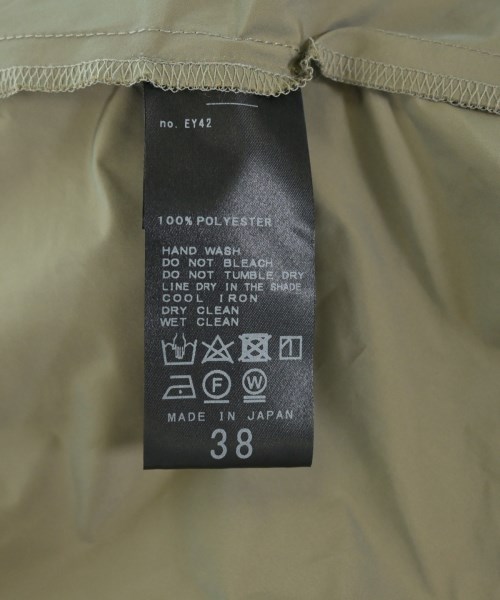 no. EY42
100% POLYESTER
HAND WASH
DO NOT BLEACH
DO NOT TUMBLE DRY
LINE DRY IN THE SHADE
COOL IRON
DRY CLEAN
WET CLEAN
F W
MADE IN JAPAN
38